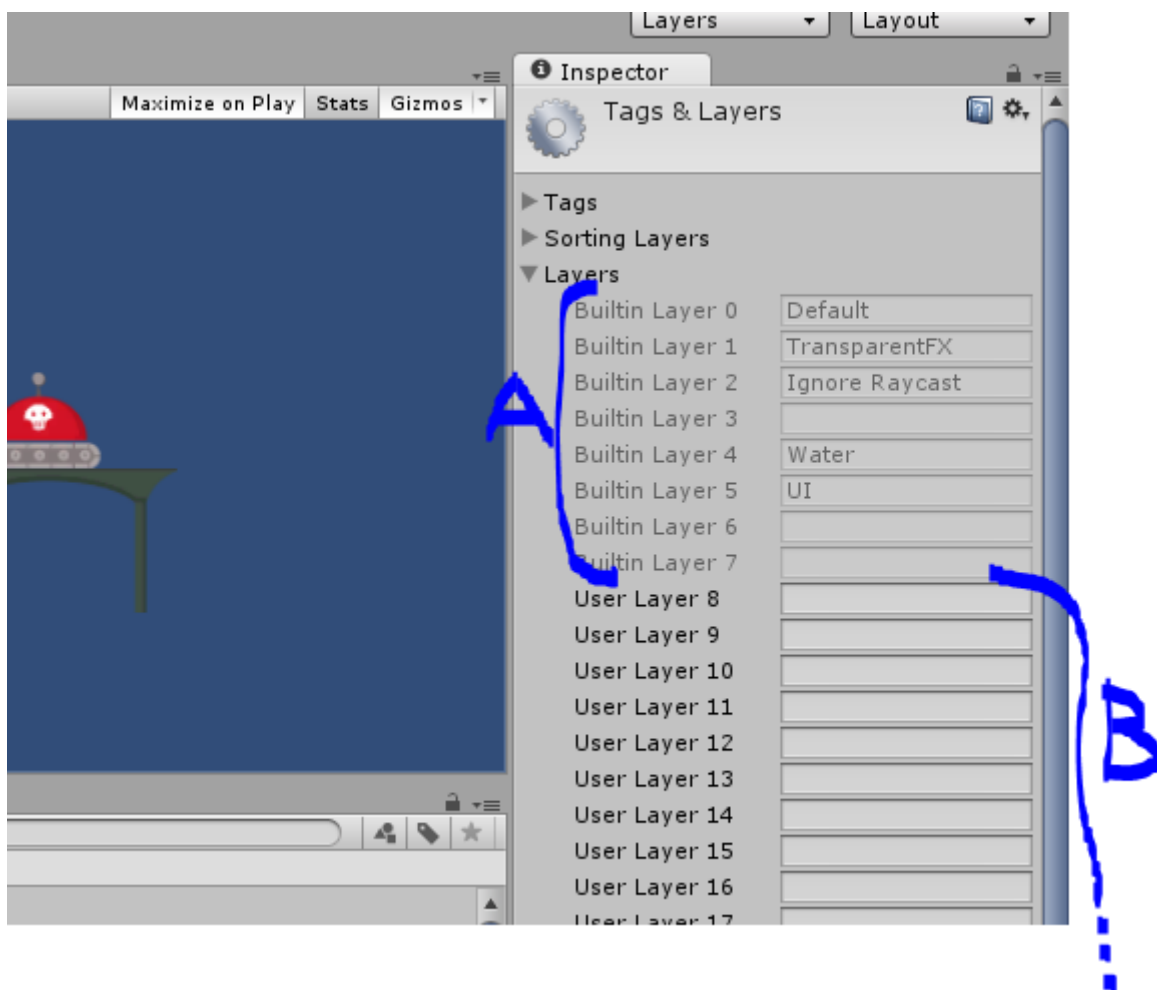 Layers Layout
Inspector
Maximize on Play Stats Gizmos
Tags & Layers
Tags
Sorting Layers
Layers
Builtin Layer 0 Default
Builtin Layer 1 TransparentFX
Builtin Layer 2 Ignore Raycast
Builtin Layer 3
A
Builtin Layer 4 Water
Builtin Layer 5 UI
Builtin Layer 6
Builtin Layer 7
User Layer 8
User Layer 9
User Layer 10
User Layer 11
B
User Layer 12
User Layer 13
User Layer 14
User Layer 15
User Layer 16
User Layer 17